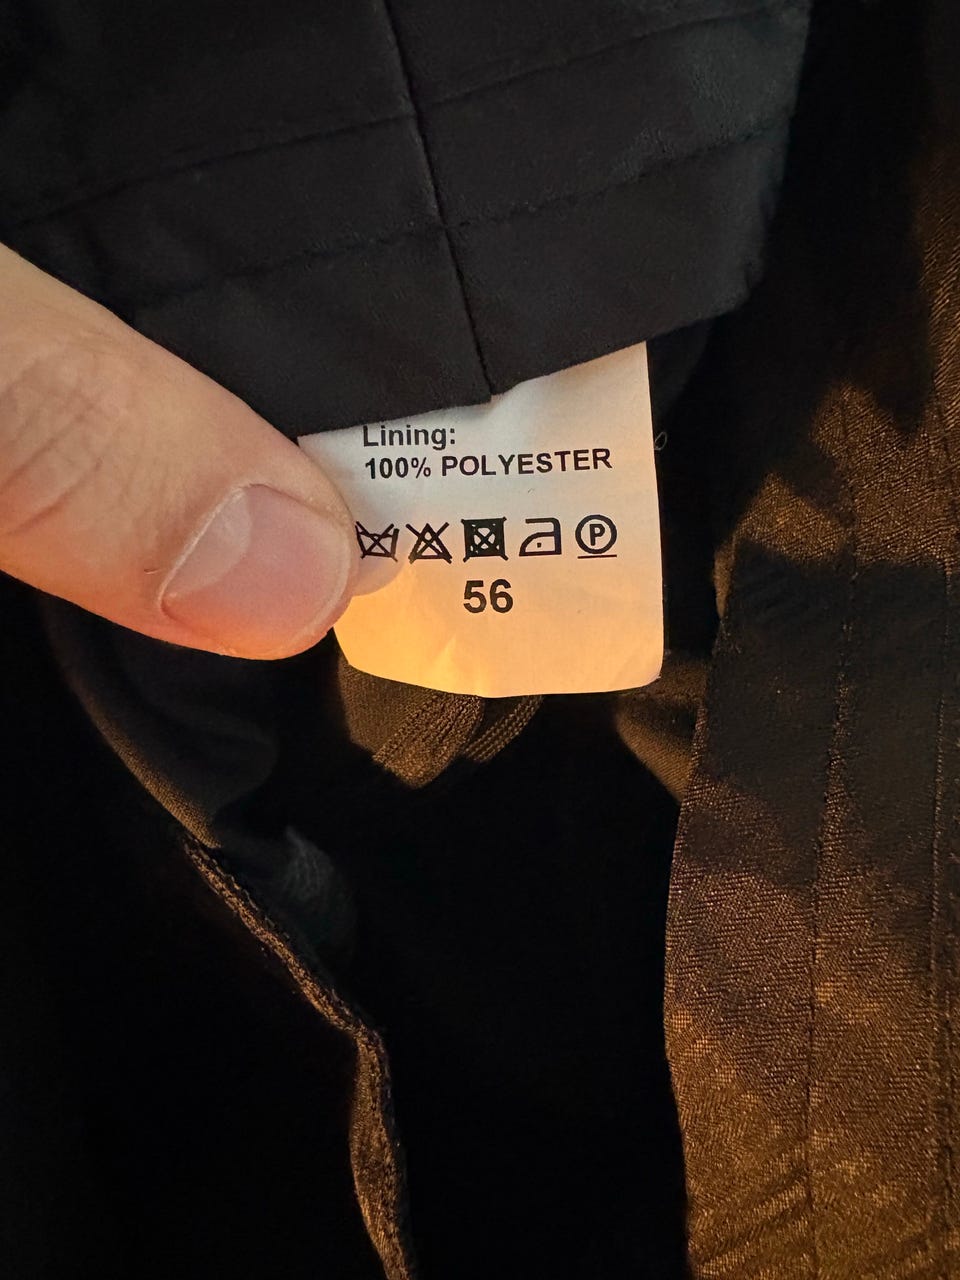 Lining:
100% POLYESTER
P
56